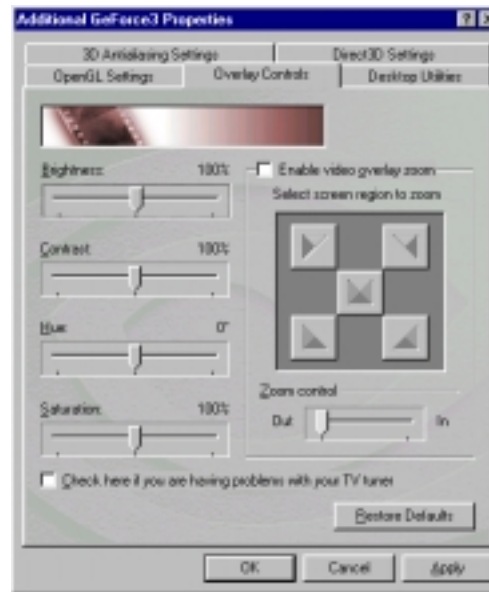 Additional GeForce3 Properties
3D Antialiasing Settings
Direct3D Settings
OpenGL Settings
Overlay Controls
Desktop Utilities
Brightness: 100%
Contrast: 100%
Hue: 0°
Saturation: 100%
Enable video overlay zoom
Select screen region to zoom
Zoom control
Out
In
Check here if you are having problems with your TV tuner
Restore Defaults
OK
Cancel
Apply